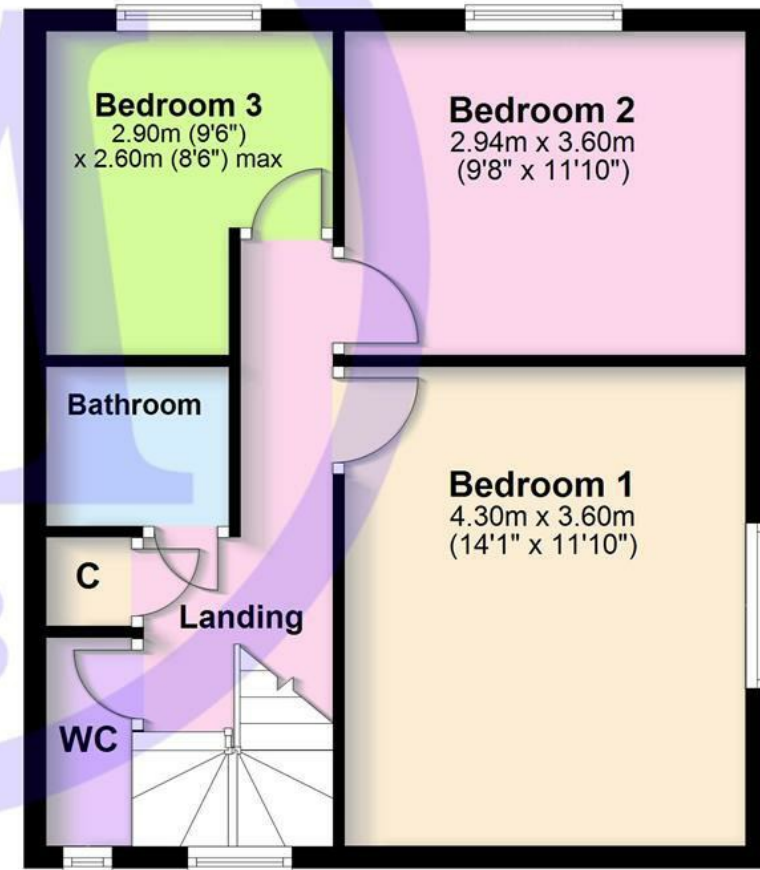 Bedroom 3
2.90m (9'6")
x 2.60m (8'6") max
Bedroom 2
2.94m x 3.60m
(9'8" x 11'10")
Bathroom
Bedroom 1
4.30m x 3.60m
(14'1" x 11'10")
C
Landing
WC